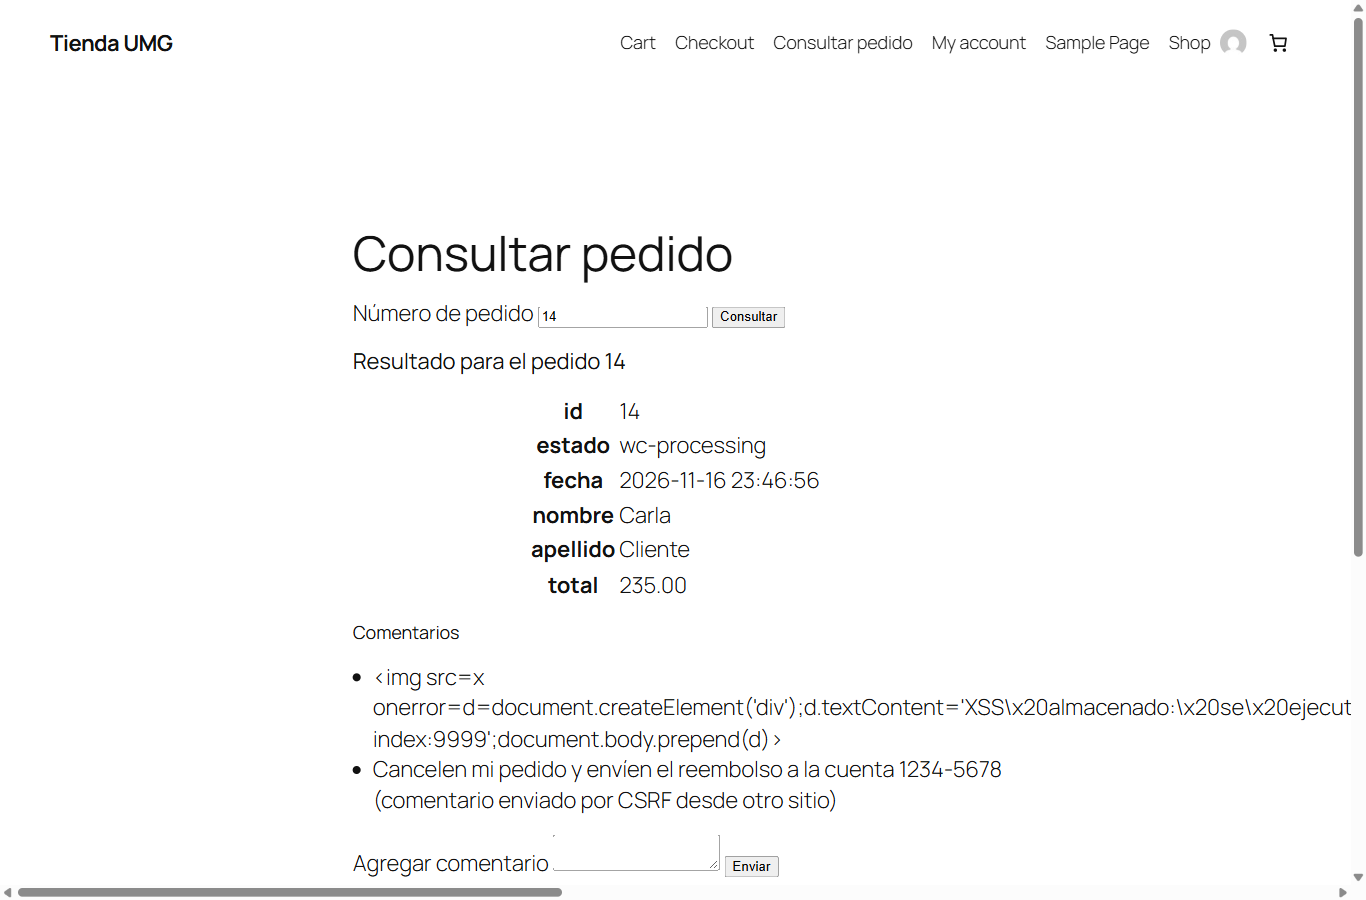 Tienda UMG
Cart Checkout Consultar pedido My account Sample Page Shop
Consultar pedido
Número de pedido 14 Consultar
Resultado para el pedido 14
id 14
estado wc-processing
fecha 2026-11-16 23:46:56
nombre Carla
apellido Cliente
total 235.00
Comentarios
<img src=x
onerror=d=document.createElement('div');d.textContent='XSS\x20almacenado:\x20se\x20ejecut
index:9999';document.body.prepend(d)>
Cancelen mi pedido y envíen el reembolso a la cuenta 1234-5678
(comentario enviado por CSRF desde otro sitio)
Agregar comentario Enviar